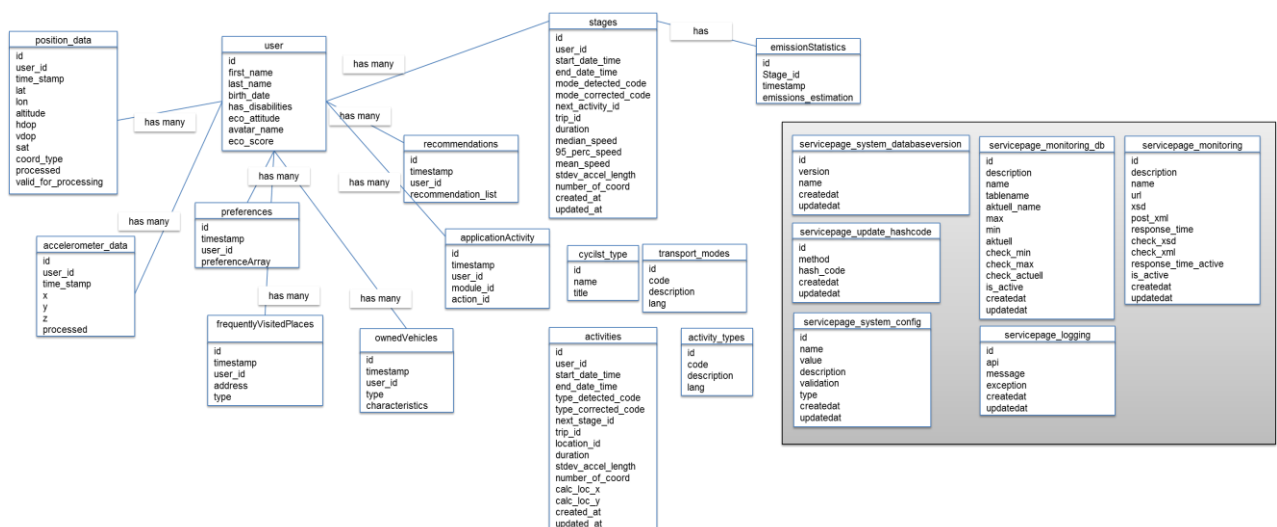 position_data
id
user_id
time_stamp
lat
lon
altitude
hdop
vdop
sat
coord_type
processed
valid_for_processing
has many
user
id
first_name
last_name
birth_date
has_disabilities
eco_attitude
avatar_name
eco_score
has many
stages
id
user_id
start_date_time
end_date_time
mode_detected_code
mode_corrected_code
next_activity_id
trip_id
duration
median_speed
95_perc_speed
mean_speed
stdev_accel_length
number_of_coord
created_at
updated_at
has
emissionStatistics
id
Stage_id
timestamp
emissions_estimation
has many
recommendations
id
timestamp
user_id
recommendation_list
has many
has many
has many
accelerometer_data
id
user_id
time_stamp
x
y
z
processed
preferences
id
timestamp
user_id
preferenceArray
applicationActivity
id
timestamp
user_id
module_id
action_id
cycilst_type
id
name
title
transport_modes
id
code
description
lang
has many
has many
frequentlyVisitedPlaces
id
timestamp
user_id
address
type
ownedVehicles
id
timestamp
user_id
type
characteristics
activities
id
user_id
start_date_time
end_date_time
type_detected_code
type_corrected_code
next_stage_id
trip_id
location_id
duration
stdev_accel_length
number_of_coord
calc_loc_x
calc_loc_y
created_at
updated_at
activity_types
id
code
description
lang
servicepage_system_databaseversion
id
version
name
createdat
updatedat
servicepage_update_hashcode
id
method
hash_code
createdat
updatedat
servicepage_system_config
id
name
value
description
validation
type
createdat
updatedat
servicepage_monitoring_db
id
description
name
tablename
aktuell_name
max
min
aktuell
check_min
check_max
check_actuell
is_active
createdat
updatedat
servicepage_logging
id
api
message
exception
createdat
updatedat
servicepage_monitoring
id
description
name
url
xsd
post_xml
response_time
check_xsd
check_xml
response_time_active
is_active
createdat
updatedat